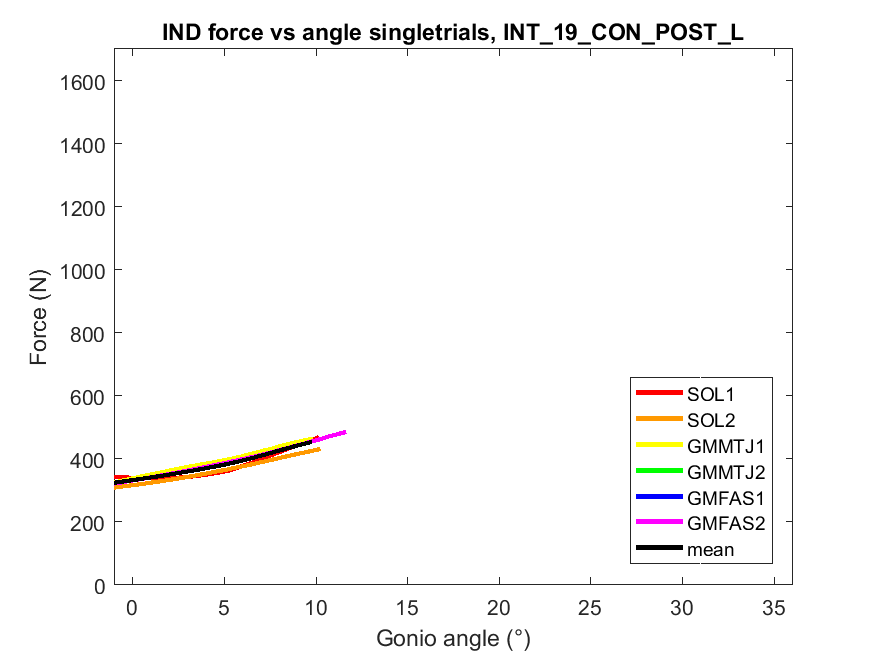 IND force vs angle singletrials, INT_19_CON_POST_L
1600
1400
1200
1000
800
600
400
200
0
Force (N)
SOL1
SOL2
GMMTJ1
GMMTJ2
GMFAS1
GMFAS2
mean
0 5 10 15 20 25 30 35
Gonio angle (°)